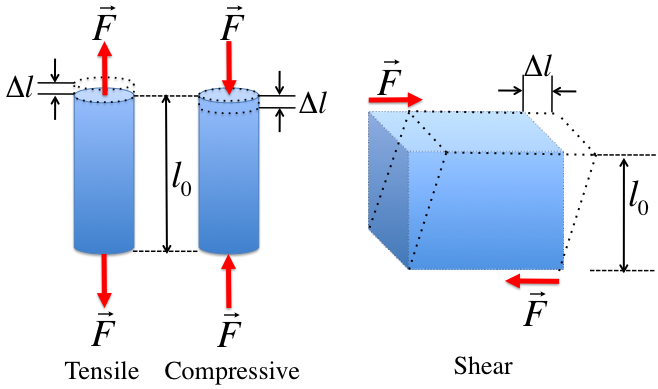 F⃗
F⃗
Δl
Δl
l₀
F⃗
F⃗
Tensile
Compressive
F⃗
Δl
l₀
F⃗
Shear